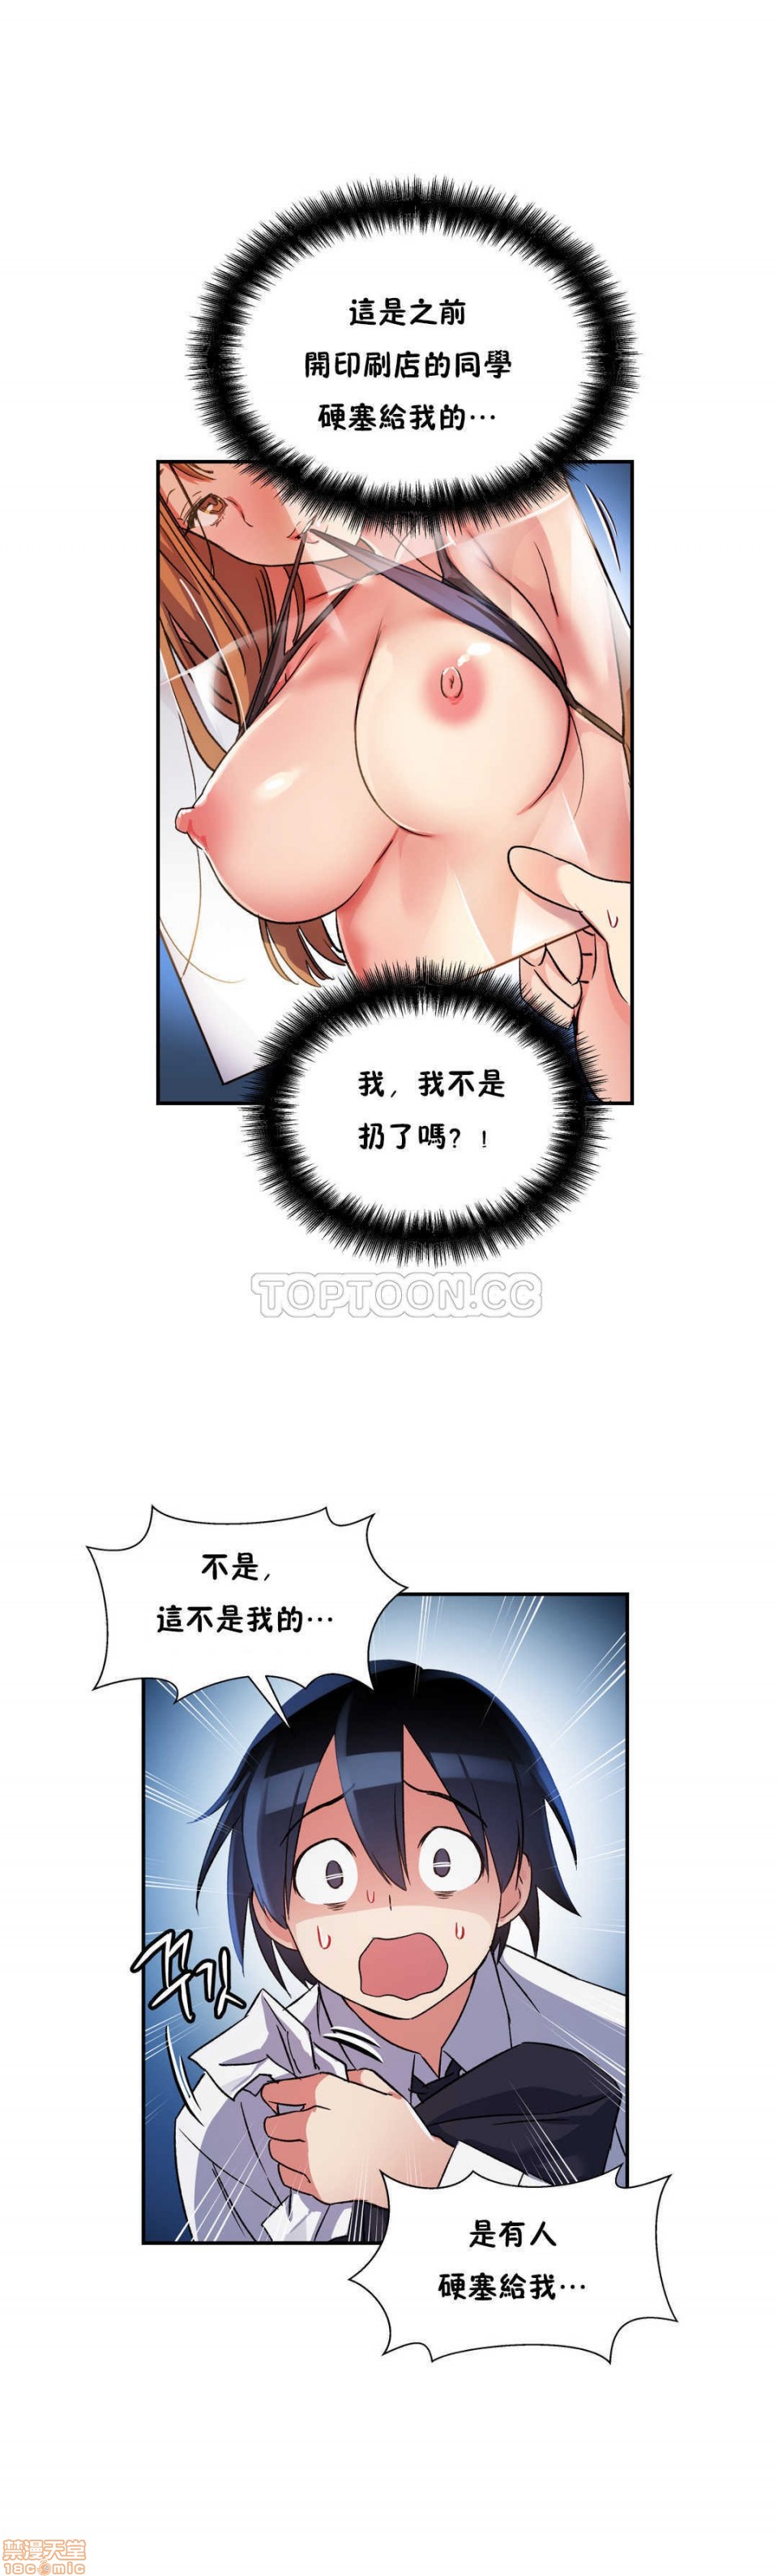 這是之前
開印刷店的同學
硬塞給我的…
我，我不是
扔了嗎？！
TOPTOON.CC
不是，
這不是我的…
是有人
硬塞給我…
禁漫天堂
18comic